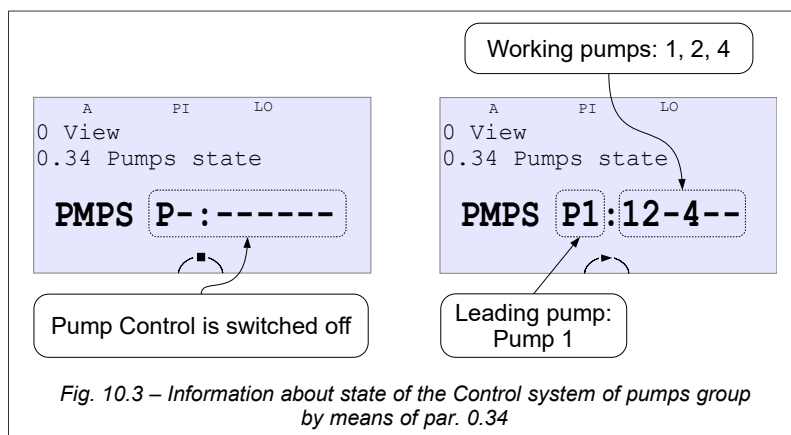 Working pumps: 1, 2, 4
A PI LO
0 View
0.34 Pumps state
PMPS P-:------
Pump Control is switched off
A PI LO
0 View
0.34 Pumps state
PMPS P1:12-4--
Leading pump:
Pump 1
Fig. 10.3 – Information about state of the Control system of pumps group
by means of par. 0.34